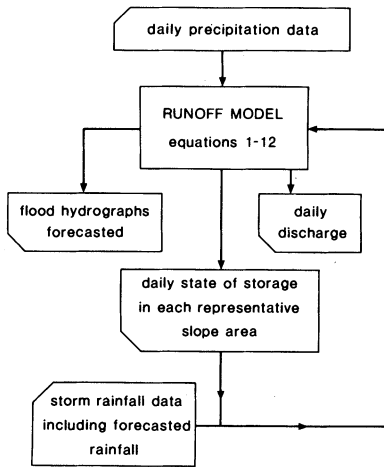 daily precipitation data
RUNOFF MODEL
equations 1-12
flood hydrographs
forecasted
daily
discharge
daily state of storage
in each representative
slope area
storm rainfall data
including forecasted
rainfall